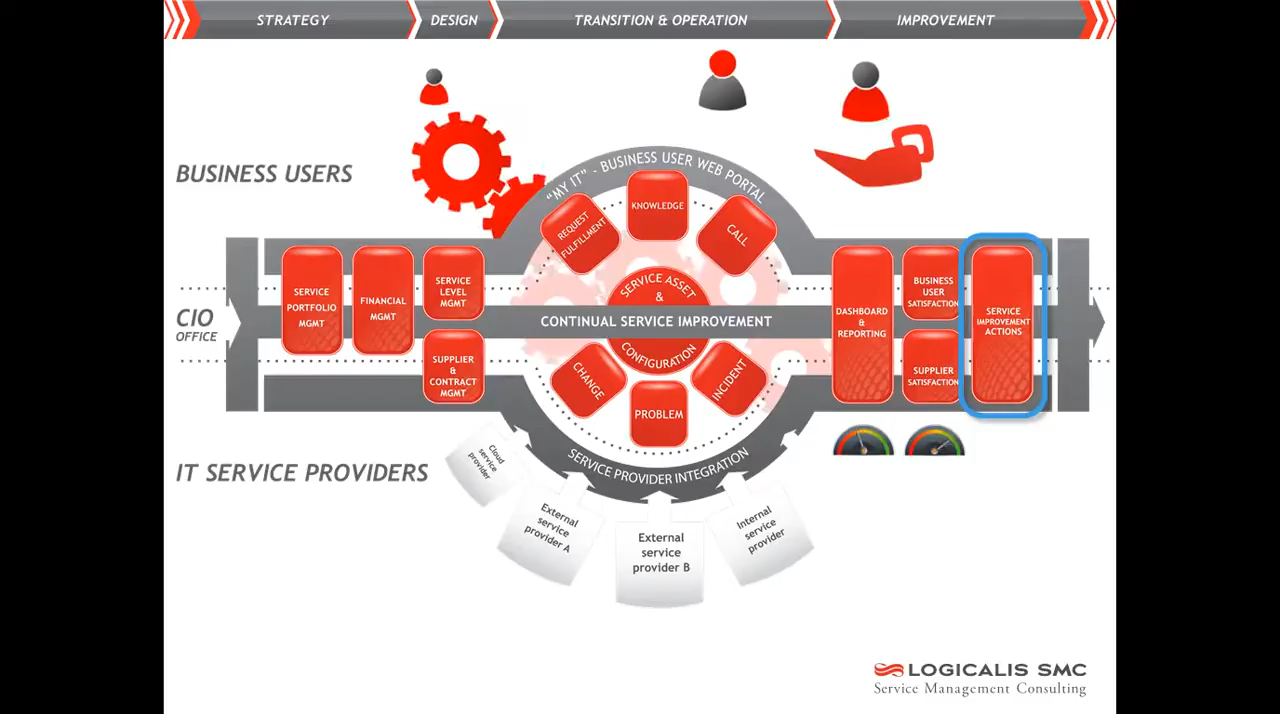 STRATEGY
DESIGN
TRANSITION & OPERATION
IMPROVEMENT
BUSINESS USERS
"MY IT" - BUSINESS USER WEB PORTAL
REQUEST
FULFILLMENT
KNOWLEDGE
CALL
CIO
OFFICE
SERVICE
PORTFOLIO
MGMT
FINANCIAL
MGMT
SERVICE
LEVEL
MGMT
SUPPLIER
&
CONTRACT
MGMT
SERVICE ASSET
&
CONTINUAL SERVICE IMPROVEMENT
CONFIGURATION
CHANGE
PROBLEM
INCIDENT
DASHBOARD
&
REPORTING
BUSINESS
USER
SATISFACTION
SUPPLIER
SATISFACTION
SERVICE
IMPROVEMENT
ACTIONS
SERVICE PROVIDER INTEGRATION
IT SERVICE PROVIDERS
Cloud
service
provider
External
service
provider A
External
service
provider B
Internal
service
provider
LOGICALIS SMC
Service Management Consulting